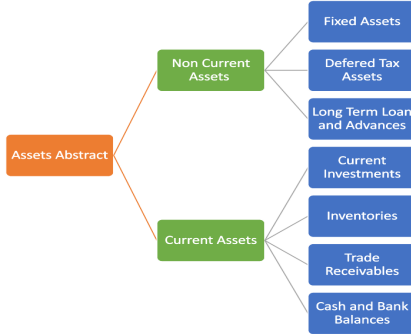 Assets Abstract
Non Current
Assets
Fixed Assets
Defered Tax
Assets
Long Term Loan
and Advances
Current Assets
Current
Investments
Inventories
Trade
Receivables
Cash and Bank
Balances